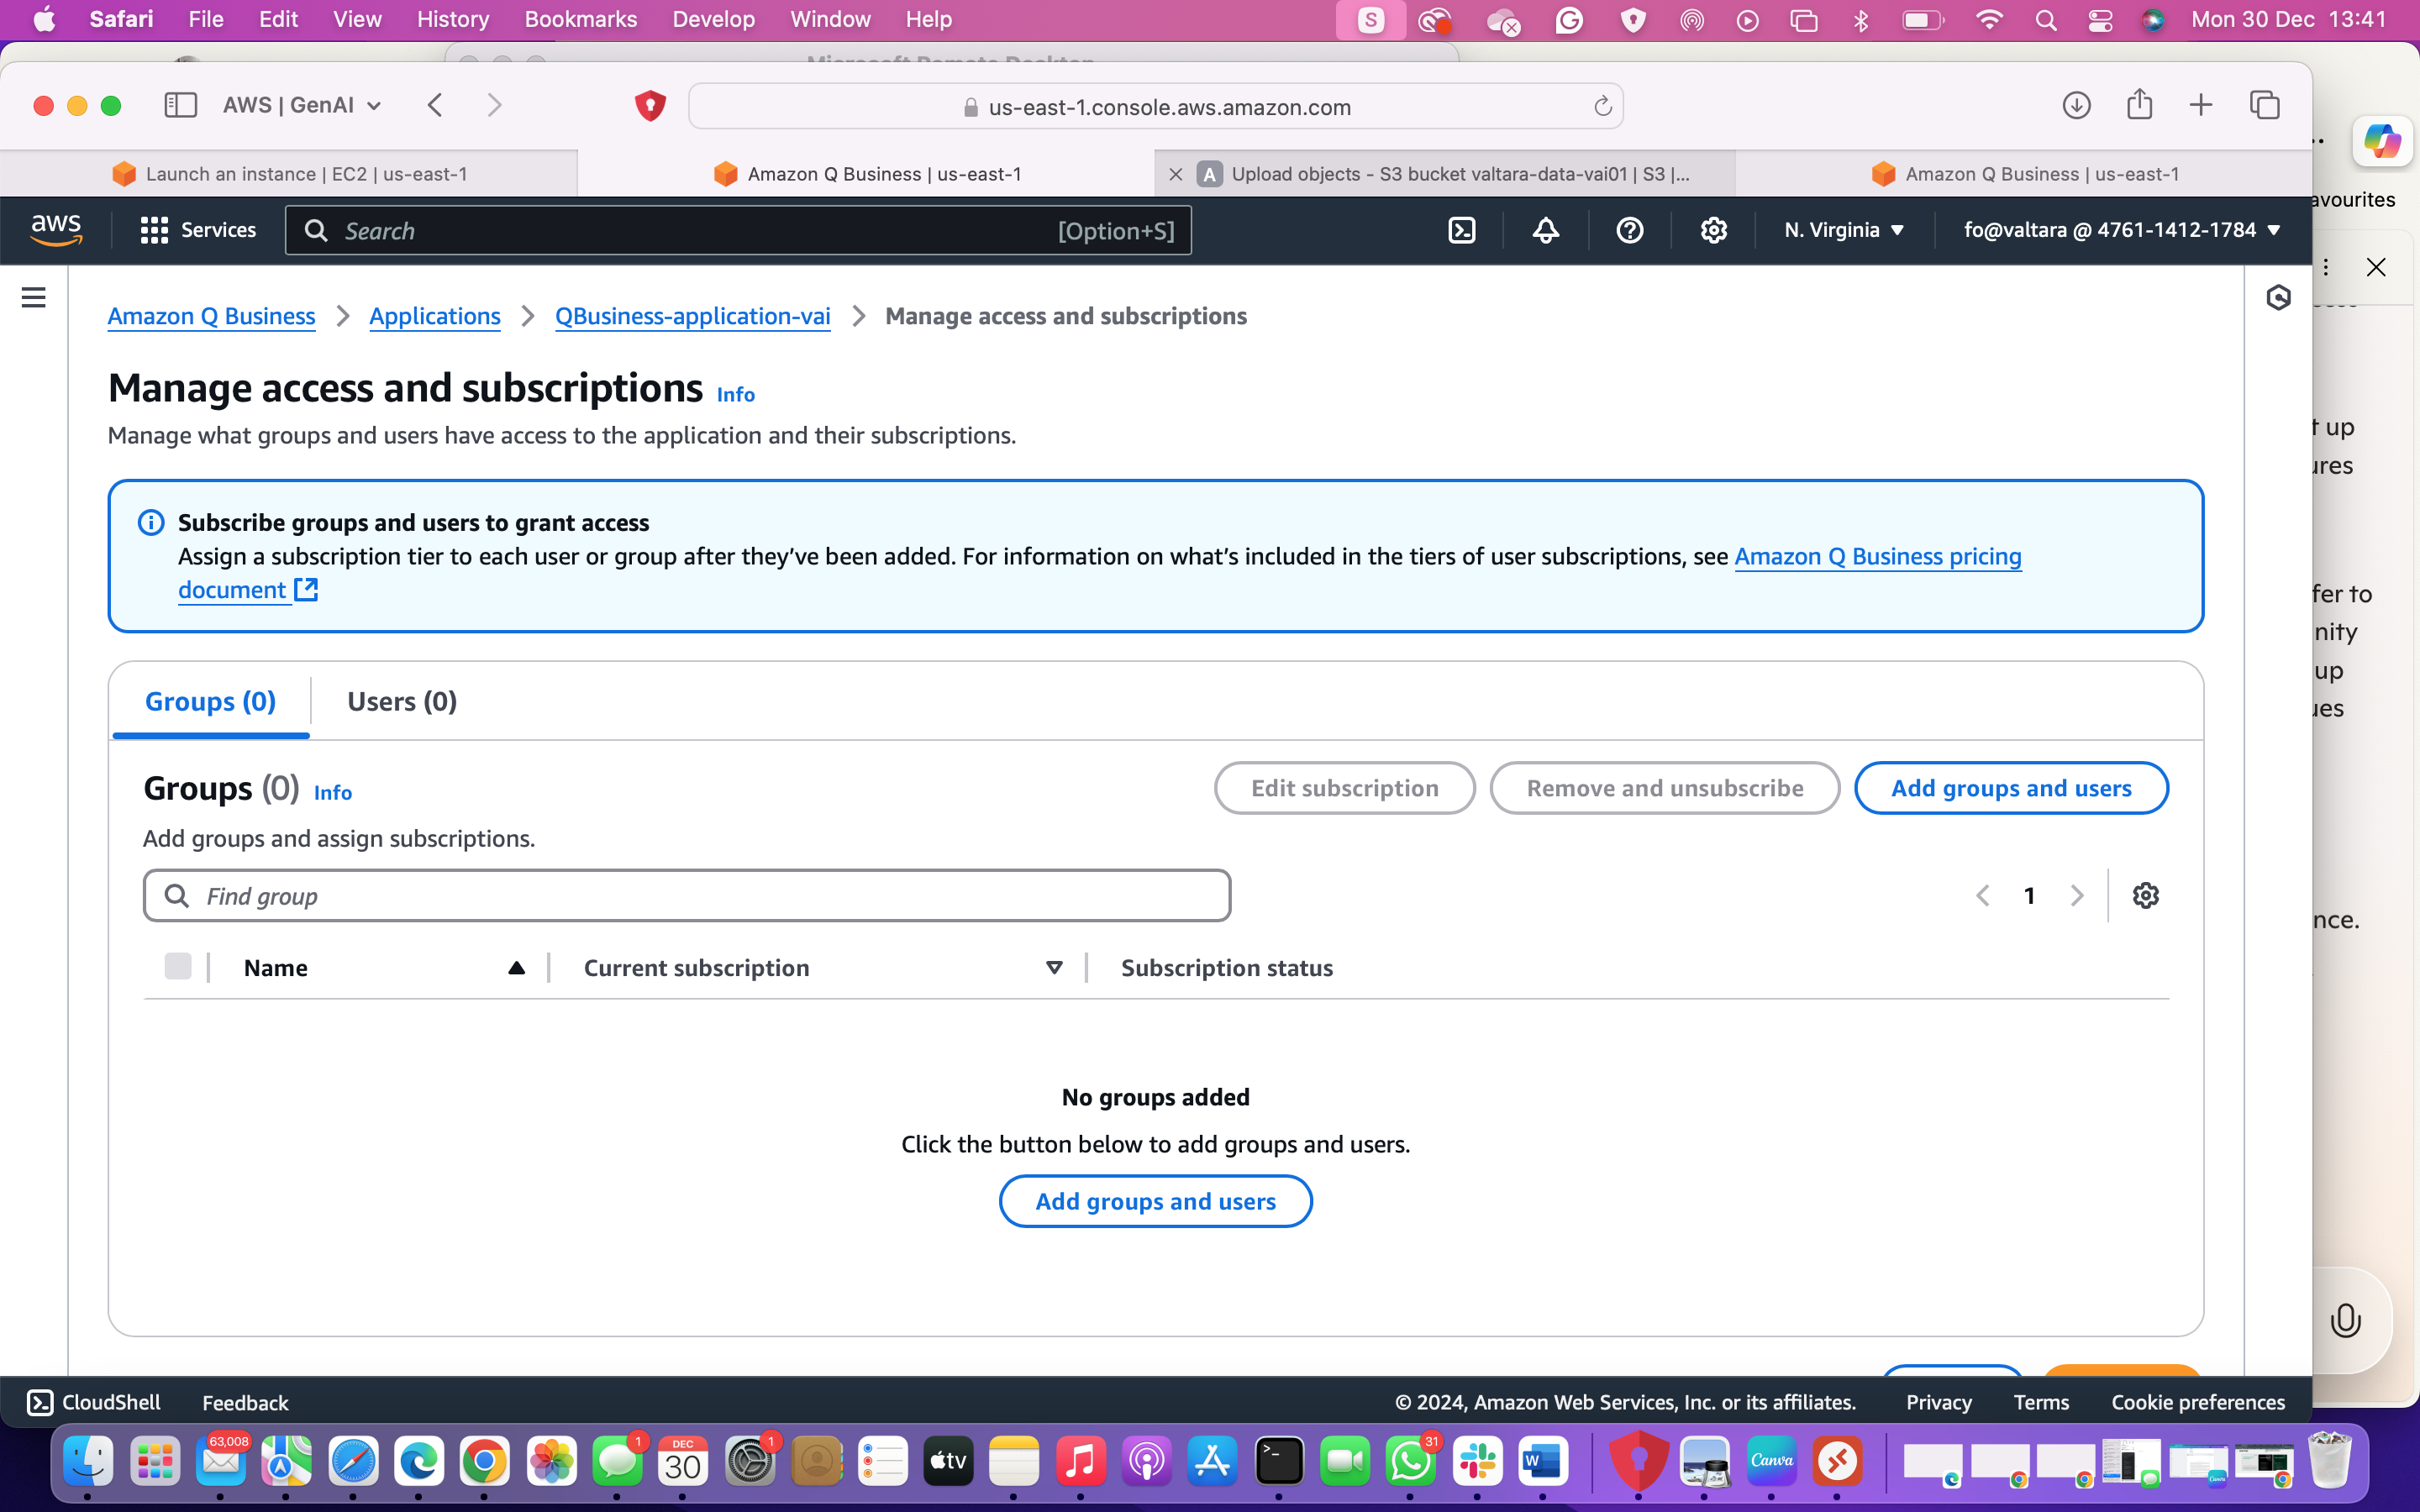 Safari File Edit View History Bookmarks Develop Window Help Mon 30 Dec 13:41
AWS | GenAI us-east-1.console.aws.amazon.com
Launch an instance | EC2 | us-east-1 Amazon Q Business | us-east-1 Upload objects - S3 bucket valtara-data-vai01 | S3 |... Amazon Q Business | us-east-1
aws Services Search [Option+S] N. Virginia fo@valtara @ 4761-1412-1784
Amazon Q Business > Applications > QBusiness-application-vai > Manage access and subscriptions
Manage access and subscriptions Info
Manage what groups and users have access to the application and their subscriptions.
Subscribe groups and users to grant access
Assign a subscription tier to each user or group after they’ve been added. For information on what’s included in the tiers of user subscriptions, see Amazon Q Business pricing
document
Groups (0) Users (0)
Groups (0) Info Edit subscription Remove and unsubscribe Add groups and users
Add groups and assign subscriptions.
Find group 1
Name Current subscription Subscription status
No groups added
Click the button below to add groups and users.
Add groups and users
up
fer to
nity
up
nce.
CloudShell Feedback © 2024, Amazon Web Services, Inc. or its affiliates. Privacy Terms Cookie preferences
63,008 1 DEC 30 1 tv 31 W Canva